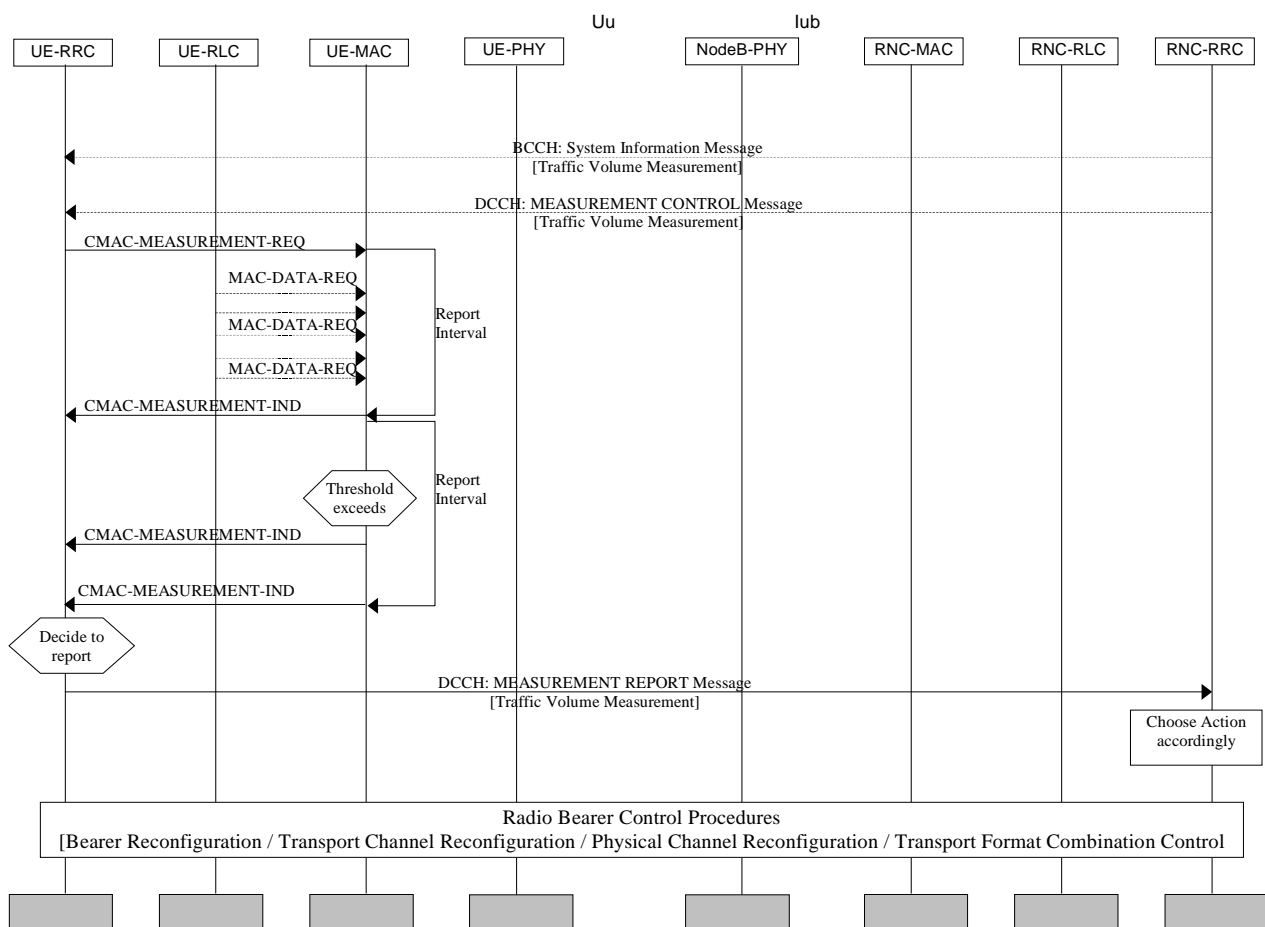 Uu
Iub
UE-RRC
UE-RLC
UE-MAC
UE-PHY
NodeB-PHY
RNC-MAC
RNC-RLC
RNC-RRC
BCCH: System Information Message
[Traffic Volume Measurement]
DCCH: MEASUREMENT CONTROL Message
[Traffic Volume Measurement]
CMAC-MEASUREMENT-REQ
MAC-DATA-REQ
Report
Interval
MAC-DATA-REQ
MAC-DATA-REQ
CMAC-MEASUREMENT-IND
Report
Interval
Threshold
exceeds
CMAC-MEASUREMENT-IND
CMAC-MEASUREMENT-IND
Decide to
report
DCCH: MEASUREMENT REPORT Message
[Traffic Volume Measurement]
Choose Action
accordingly
Radio Bearer Control Procedures
[Bearer Reconfiguration / Transport Channel Reconfiguration / Physical Channel Reconfiguration / Transport Format Combination Control